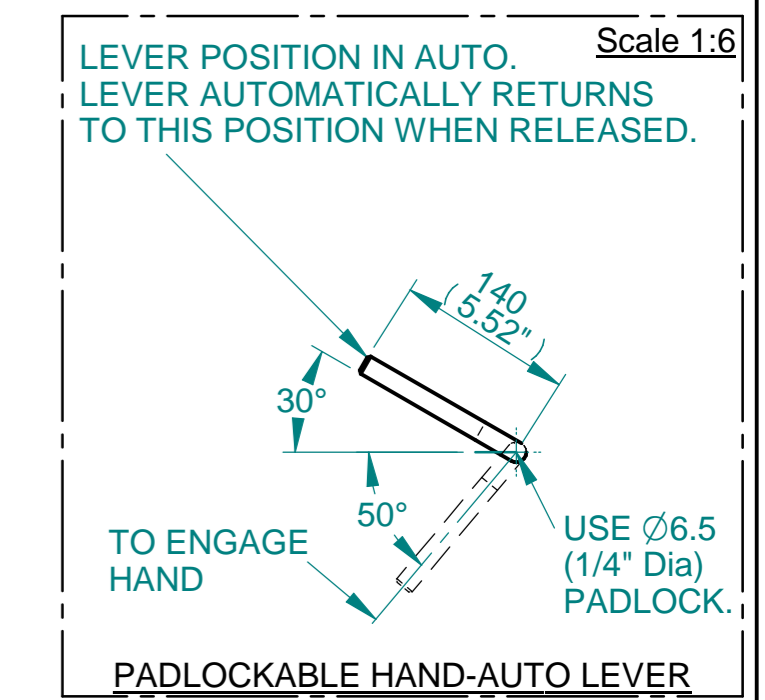 Scale 1:6
LEVER POSITION IN AUTO.
LEVER AUTOMATICALLY RETURNS
TO THIS POSITION WHEN RELEASED.
140
(5.52")
30°
50°
TO ENGAGE
HAND
USE ∅6.5
(1/4" Dia)
PADLOCK.
PADLOCKABLE HAND-AUTO LEVER